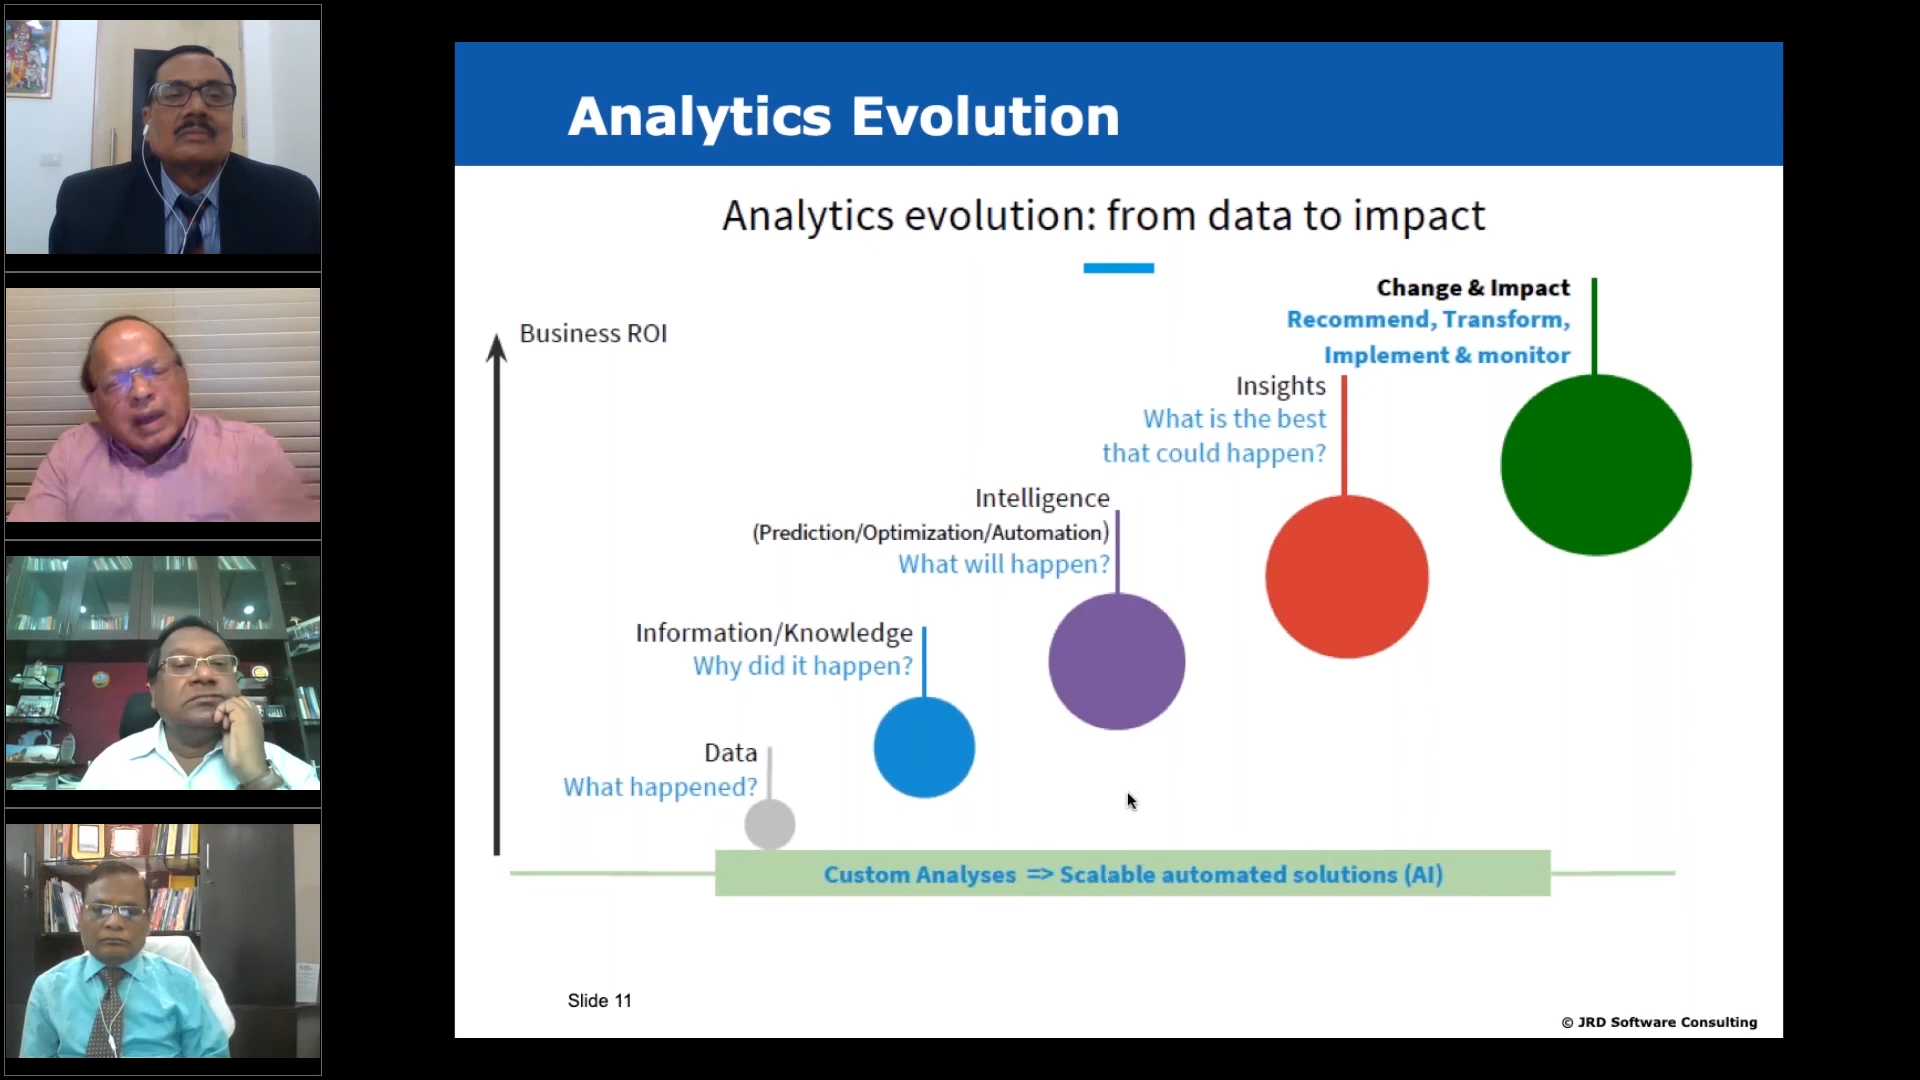 Analytics Evolution
Analytics evolution: from data to impact
Business ROI
Change & Impact
Recommend, Transform,
Implement & monitor
Insights
What is the best
that could happen?
Intelligence
(Prediction/Optimization/Automation)
What will happen?
Information/Knowledge
Why did it happen?
Data
What happened?
Custom Analyses => Scalable automated solutions (AI)
Slide 11
© JRD Software Consulting